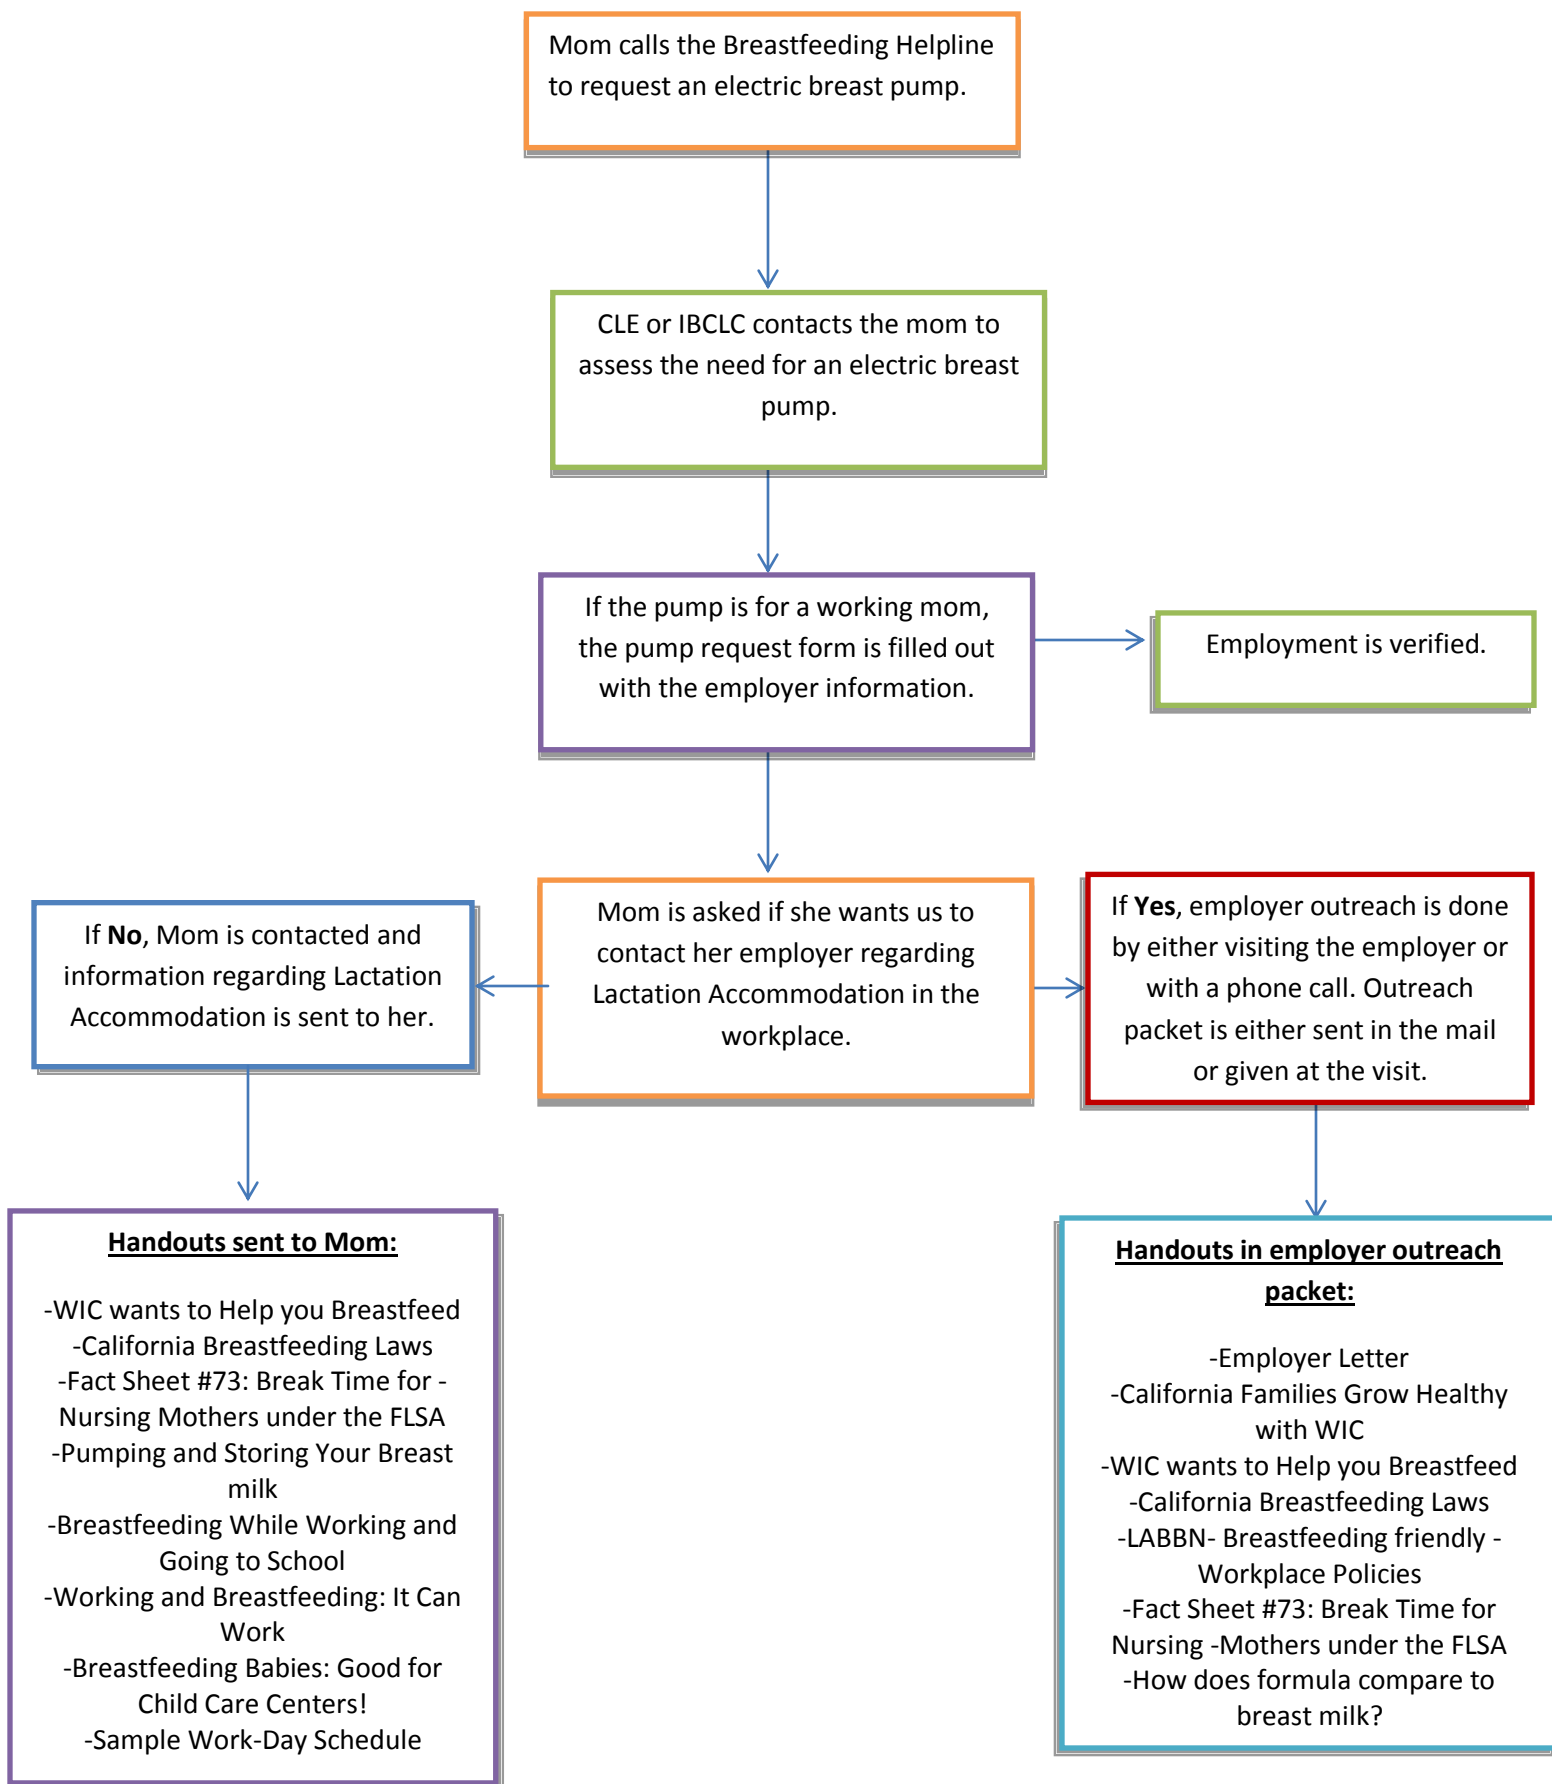 Mom calls the Breastfeeding Helpline
to request an electric breast pump.
CLE or IBCLC contacts the mom to
assess the need for an electric breast
pump.
If the pump is for a working mom,
the pump request form is filled out
with the employer information.
Employment is verified.
If No, Mom is contacted and
information regarding Lactation
Accommodation is sent to her.
Mom is asked if she wants us to
contact her employer regarding
Lactation Accommodation in the
workplace.
If Yes, employer outreach is done
by either visiting the employer or
with a phone call. Outreach
packet is either sent in the mail
or given at the visit.
Handouts sent to Mom:
-WIC wants to Help you Breastfeed
-California Breastfeeding Laws
-Fact Sheet #73: Break Time for -
Nursing Mothers under the FLSA
-Pumping and Storing Your Breast
milk
-Breastfeeding While Working and
Going to School
-Working and Breastfeeding: It Can
Work
-Breastfeeding Babies: Good for
Child Care Centers!
-Sample Work-Day Schedule
Handouts in employer outreach
packet:
-Employer Letter
-California Families Grow Healthy
with WIC
-WIC wants to Help you Breastfeed
-California Breastfeeding Laws
-LABBN- Breastfeeding friendly -
Workplace Policies
-Fact Sheet #73: Break Time for
Nursing -Mothers under the FLSA
-How does formula compare to
breast milk?